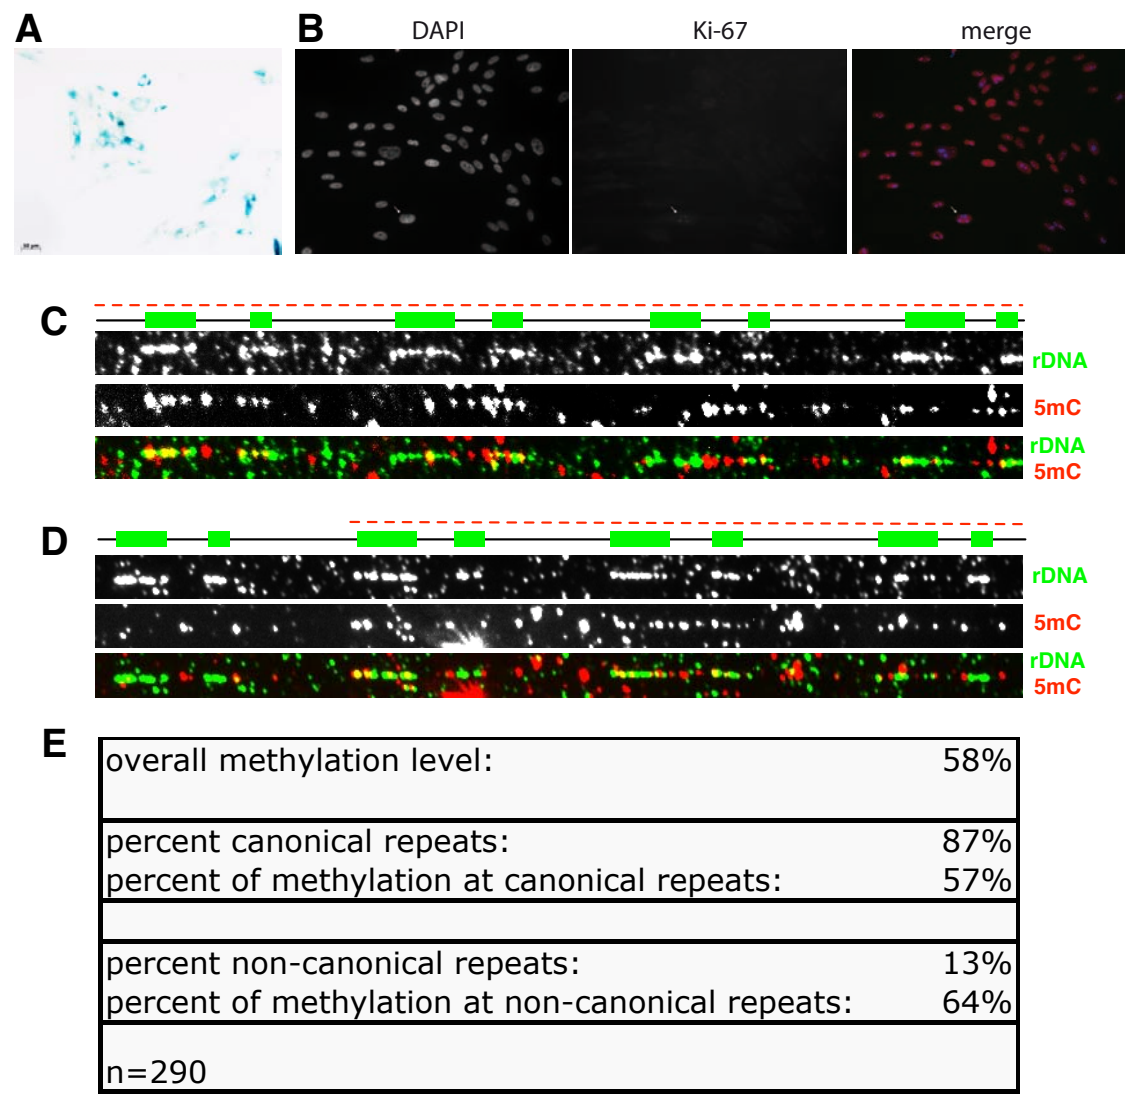 A
B
DAPI
Ki-67
merge
C
rDNA
5mC
rDNA
5mC
D
rDNA
5mC
rDNA
5mC
E
overall methylation level: 58%
percent canonical repeats: 87%
percent of methylation at canonical repeats: 57%
percent non-canonical repeats: 13%
percent of methylation at non-canonical repeats: 64%
n=290